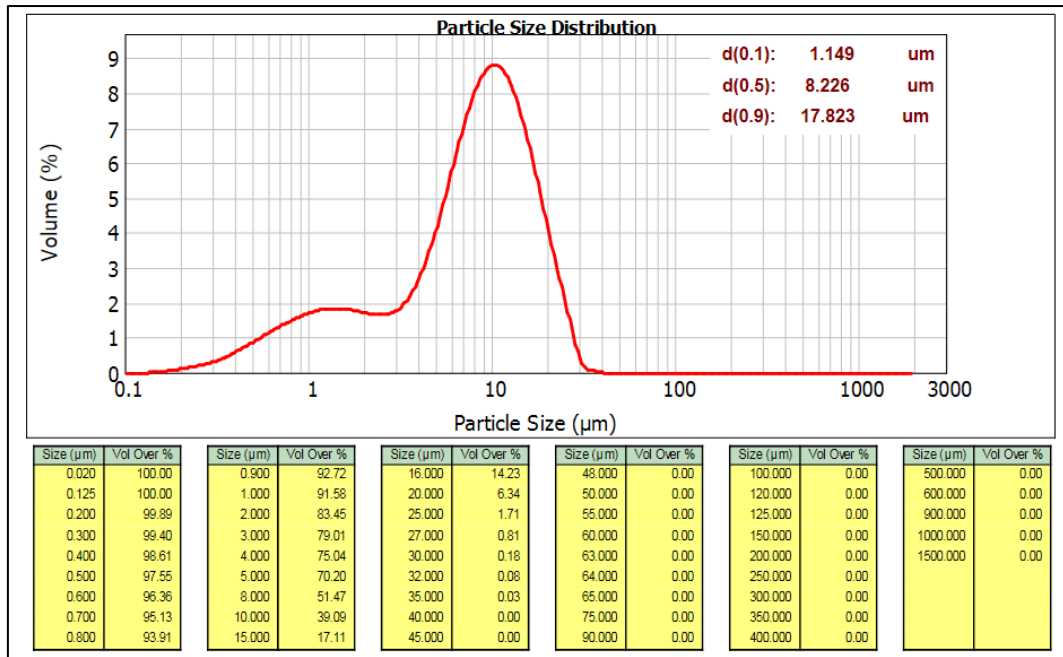 Particle Size Distribution
d(0.1): 1.149 um
d(0.5): 8.226 um
d(0.9): 17.823 um
Volume (%)
9
8
7
6
5
4
3
2
1
0
0.1 1 10 100 1000 3000
Particle Size (µm)
Size (µm) Vol Over % Size (µm) Vol Over % Size (µm) Vol Over % Size (µm) Vol Over % Size (µm) Vol Over % Size (µm) Vol Over %
0.020 100.00 0.900 92.72 16.000 14.23 48.000 0.00 100.000 0.00 500.000 0.00
0.125 100.00 1.000 91.58 20.000 6.34 50.000 0.00 120.000 0.00 600.000 0.00
0.200 99.89 2.000 83.45 25.000 1.71 55.000 0.00 125.000 0.00 900.000 0.00
0.300 99.40 3.000 79.01 27.000 0.81 60.000 0.00 150.000 0.00 1000.000 0.00
0.400 98.61 4.000 75.04 30.000 0.18 63.000 0.00 200.000 0.00 1500.000 0.00
0.500 97.55 5.000 70.20 32.000 0.08 64.000 0.00 250.000 0.00
0.600 96.36 8.000 51.47 35.000 0.03 65.000 0.00 300.000 0.00
0.700 95.13 10.000 39.09 40.000 0.00 75.000 0.00 350.000 0.00
0.800 93.91 15.000 17.11 45.000 0.00 90.000 0.00 400.000 0.00